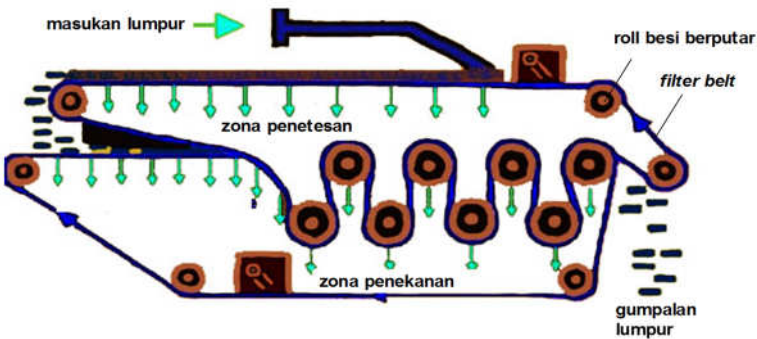 masukan lumpur
roll besi berputar
filter belt
zona penetesan
zona penekanan
gumpalan
lumpur